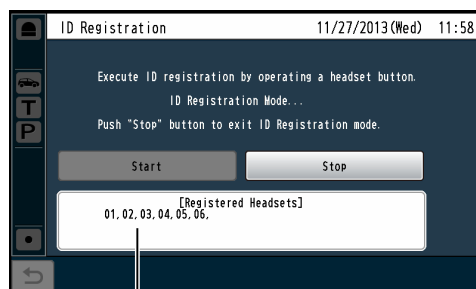 ID Registration 11/27/2013(Wed) 11:58
Execute ID registration by operating a headset button.
ID Registration Mode...
Push "Stop" button to exit ID Registration mode.
T
P
Start Stop
[Registered Headsets]
01,02,03,04,05,06,